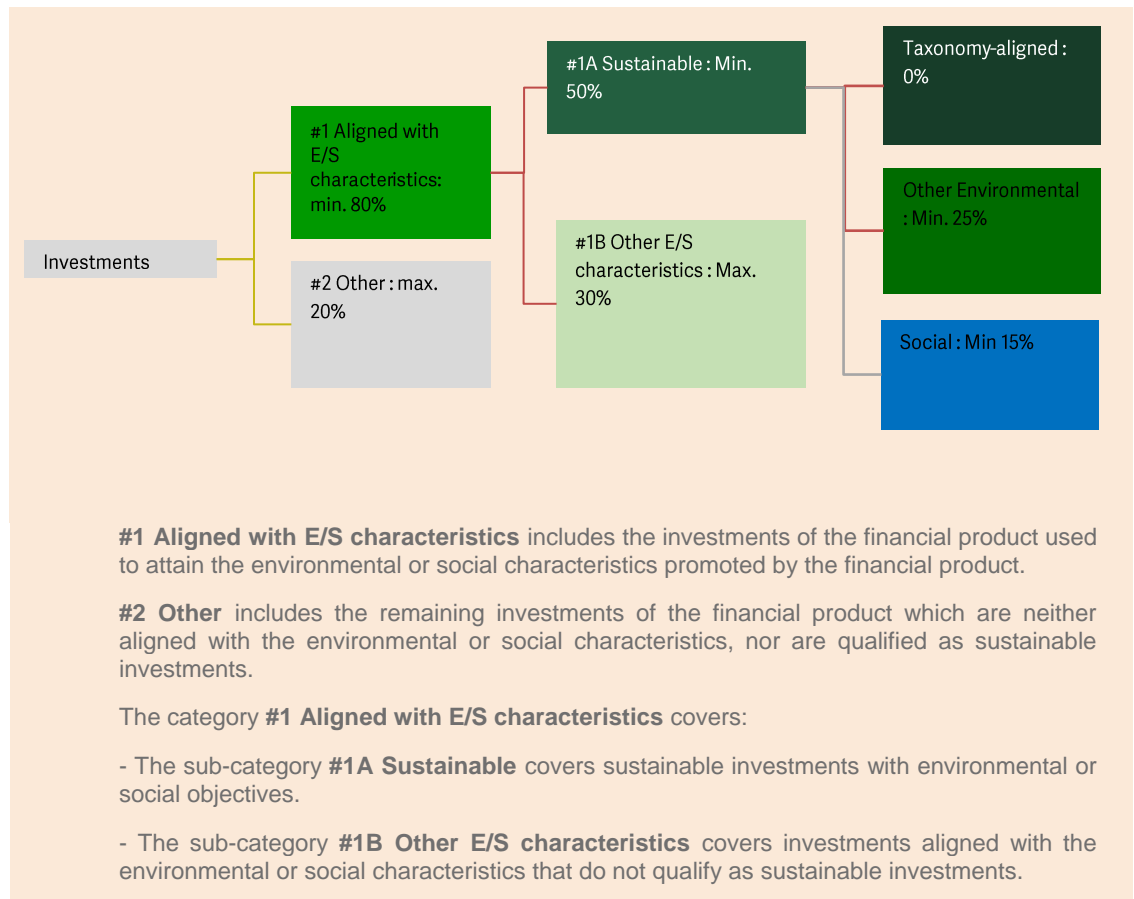 Investments
#1 Aligned with
E/S
characteristics:
min. 80%
#2 Other : max.
20%
#1A Sustainable : Min.
50%
#1B Other E/S
characteristics : Max.
30%
Taxonomy-aligned :
0%
Other Environmental
: Min. 25%
Social : Min 15%
#1 Aligned with E/S characteristics includes the investments of the financial product used
to attain the environmental or social characteristics promoted by the financial product.
#2 Other includes the remaining investments of the financial product which are neither
aligned with the environmental or social characteristics, nor are qualified as sustainable
investments.
The category #1 Aligned with E/S characteristics covers:
- The sub-category #1A Sustainable covers sustainable investments with environmental or
social objectives.
- The sub-category #1B Other E/S characteristics covers investments aligned with the
environmental or social characteristics that do not qualify as sustainable investments.